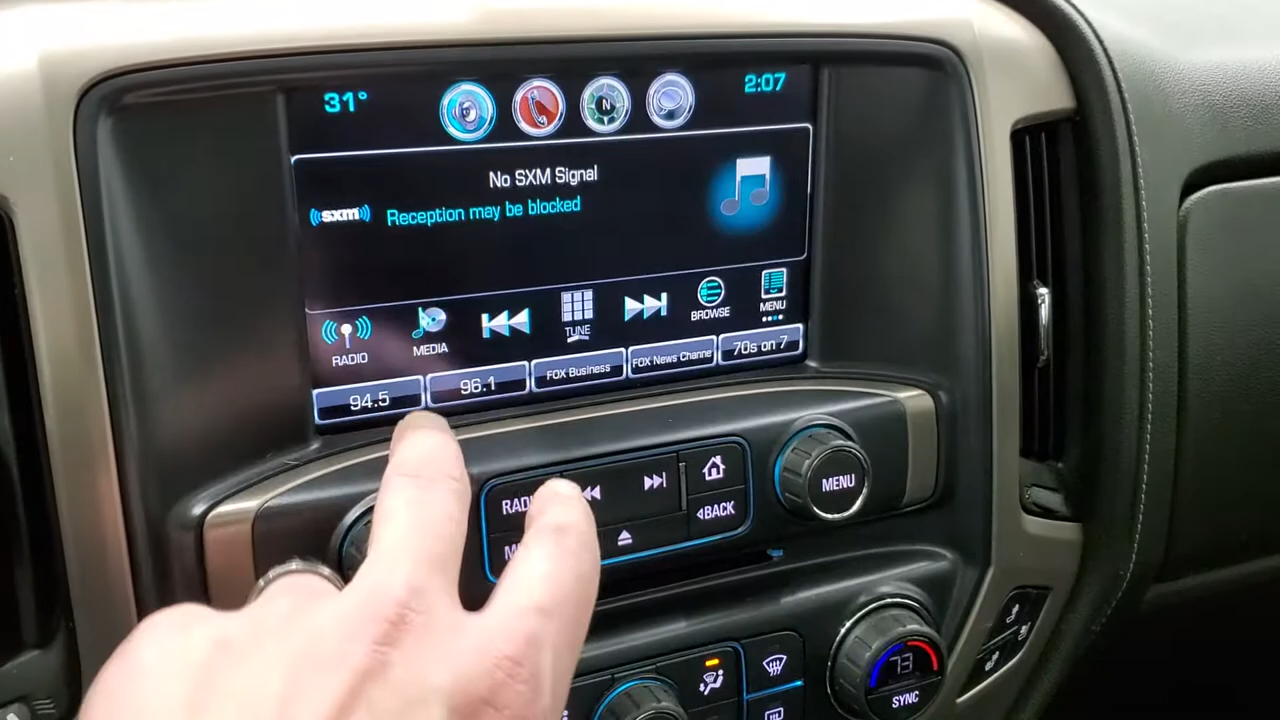 31°
N
2:07
No SXM Signal
((sxm))
Reception may be blocked
RADIO
MEDIA
TUNE
BROWSE
MENU
94.5
96.1
FOX Business
FOX News Channe
70s on 7
BACK
MENU
73
SYNC